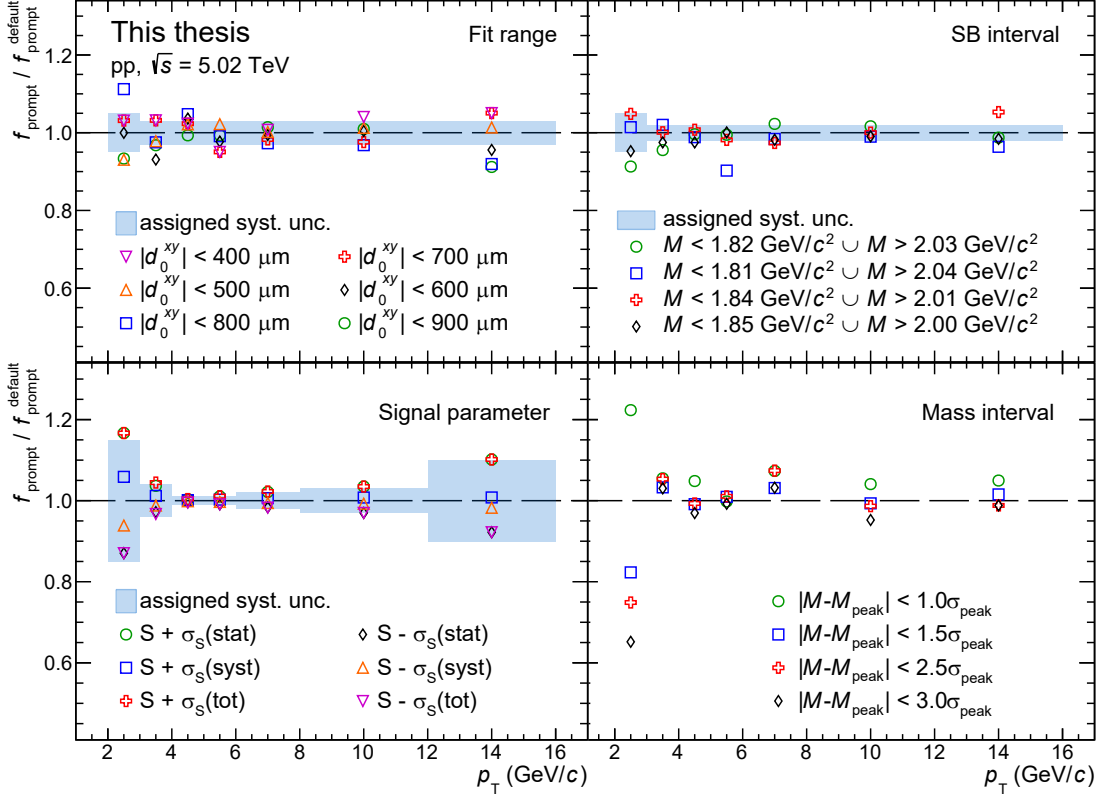 This thesis
pp, √s = 5.02 TeV
Fit range
f_prompt / f_prompt^default
1.2
1.0
0.8
0.6
assigned syst. unc.
|d_0^xy| < 400 μm
|d_0^xy| < 700 μm
|d_0^xy| < 500 μm
|d_0^xy| < 600 μm
|d_0^xy| < 800 μm
|d_0^xy| < 900 μm
SB interval
assigned syst. unc.
M < 1.82 GeV/c² ∪ M > 2.03 GeV/c²
M < 1.81 GeV/c² ∪ M > 2.04 GeV/c²
M < 1.84 GeV/c² ∪ M > 2.01 GeV/c²
M < 1.85 GeV/c² ∪ M > 2.00 GeV/c²
Signal parameter
f_prompt / f_prompt^default
1.2
1.0
0.8
0.6
assigned syst. unc.
S + σ_S(stat)
S - σ_S(stat)
S + σ_S(syst)
S - σ_S(syst)
S + σ_S(tot)
S - σ_S(tot)
2 4 6 8 10 12 14 16
p_T (GeV/c)
Mass interval
|M-M_peak| < 1.0σ_peak
|M-M_peak| < 1.5σ_peak
|M-M_peak| < 2.5σ_peak
|M-M_peak| < 3.0σ_peak
2 4 6 8 10 12 14 16
p_T (GeV/c)